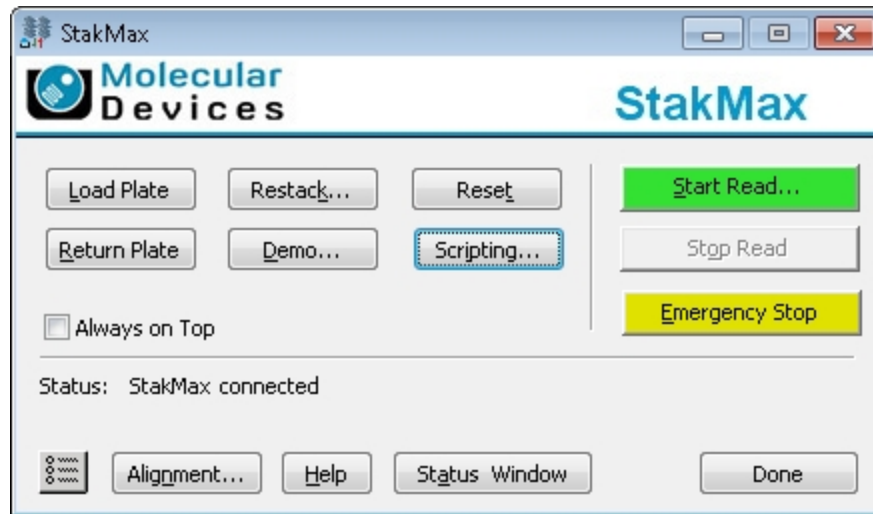 StakMax
Molecular
Devices
StakMax
Load Plate Restack... Reset Start Read...
Return Plate Demo... Scripting... Stop Read
Always on Top Emergency Stop
Status: StakMax connected
Alignment... Help Status Window Done